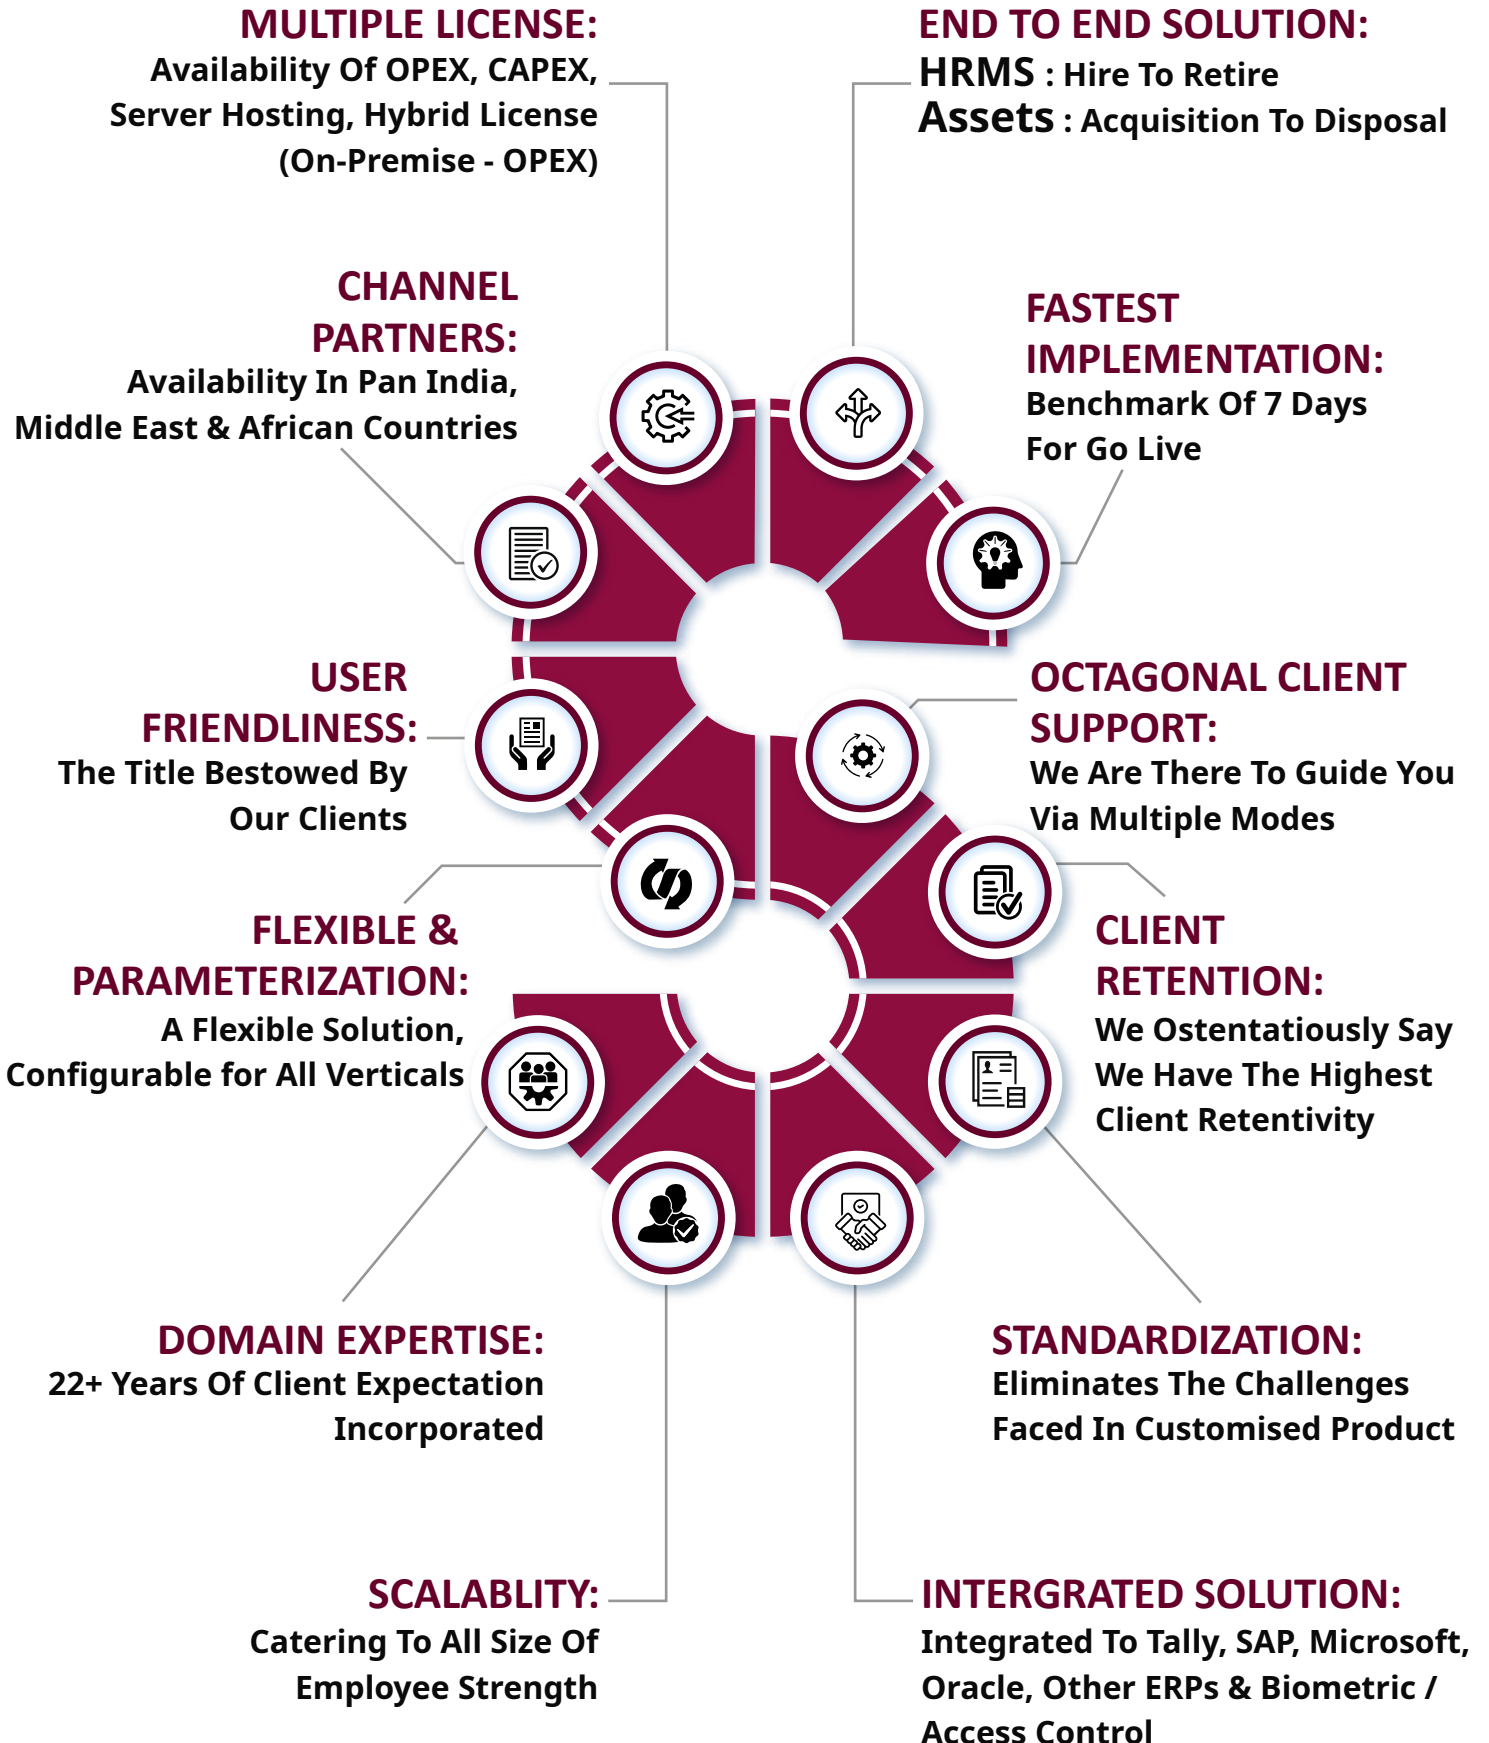 MULTIPLE LICENSE:
Availability Of OPEX, CAPEX,
Server Hosting, Hybrid License
(On-Premise - OPEX)
END TO END SOLUTION:
HRMS : Hire To Retire
Assets : Acquisition To Disposal
CHANNEL
PARTNERS:
Availability In Pan India,
Middle East & African Countries
FASTEST
IMPLEMENTATION:
Benchmark Of 7 Days
For Go Live
USER
FRIENDLINESS:
The Title Bestowed By
Our Clients
OCTAGONAL CLIENT
SUPPORT:
We Are There To Guide You
Via Multiple Modes
FLEXIBLE &
PARAMETERIZATION:
A Flexible Solution,
Configurable for All Verticals
CLIENT
RETENTION:
We Ostentatiously Say
We Have The Highest
Client Retentivity
DOMAIN EXPERTISE:
22+ Years Of Client Expectation
Incorporated
STANDARDIZATION:
Eliminates The Challenges
Faced In Customised Product
SCALABLITY:
Catering To All Size Of
Employee Strength
INTERGRATED SOLUTION:
Integrated To Tally, SAP, Microsoft,
Oracle, Other ERPs & Biometric /
Access Control